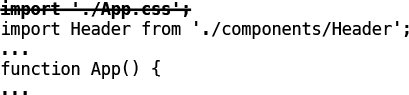 import './App.css';
import Header from './components/Header';
...
function App() {
...